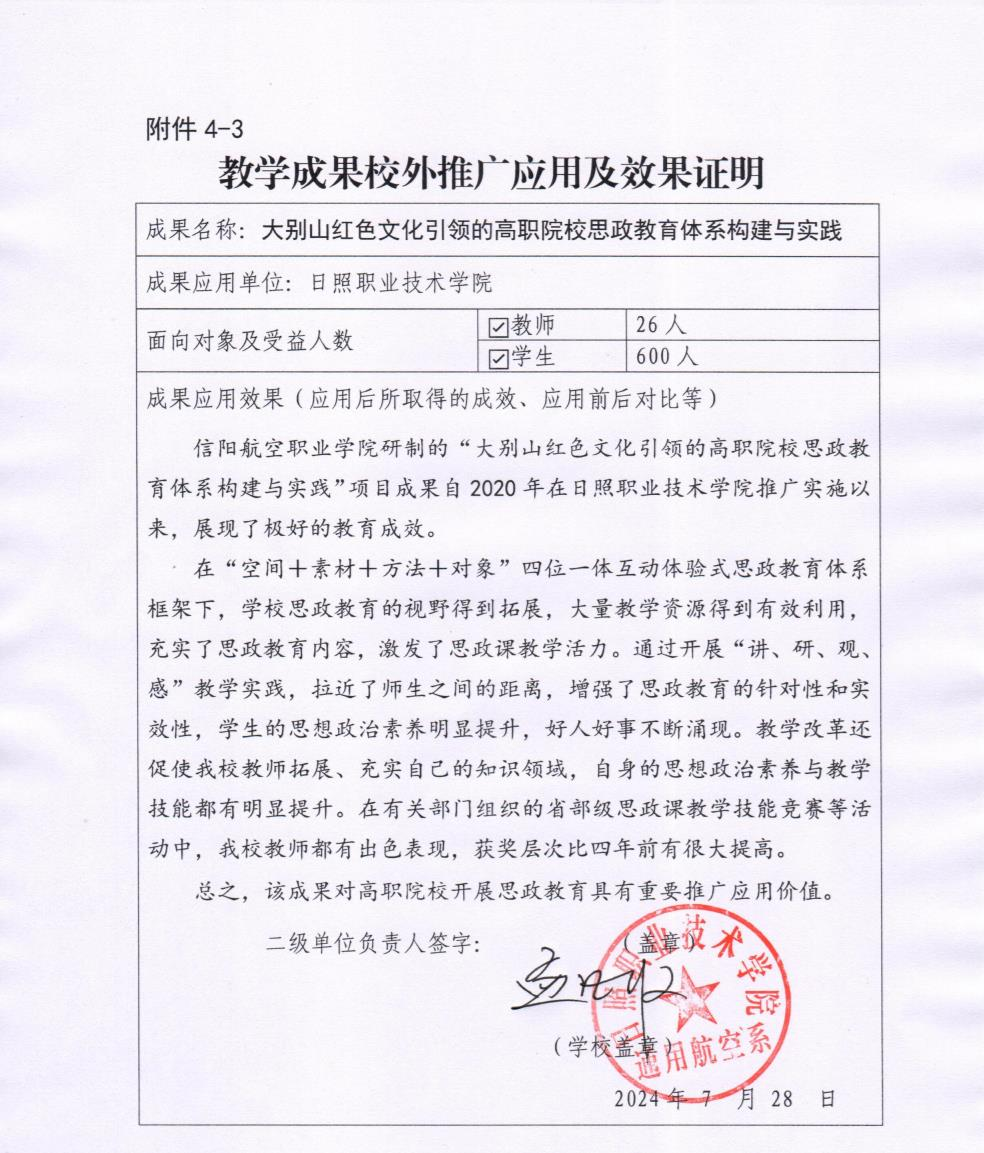 附件 4-3
教学成果校外推广应用及效果证明
成果名称：大别山红色文化引领的高职院校思政教育体系构建与实践
成果应用单位：日照职业技术学院
面向对象及受益人数
☑教师 26 人
☑学生 600 人
成果应用效果（应用后所取得的成效、应用前后对比等）
信阳航空职业学院研制的“大别山红色文化引领的高职院校思政教
育体系构建与实践”项目成果自 2020 年在日照职业技术学院推广实施以
来，展现了极好的教育成效。
在“空间＋素材＋方法＋对象”四位一体互动体验式思政教育体系
框架下，学校思政教育的视野得到拓展，大量教学资源得到有效利用，
充实了思政教育内容，激发了思政课教学活力。通过开展“讲、研、观、
感”教学实践，拉近了师生之间的距离，增强了思政教育的针对性和实
效性，学生的思想政治素养明显提升，好人好事不断涌现。教学改革还
促使我校教师拓展、充实自己的知识领域，自身的思想政治素养与教学
技能都有明显提升。在有关部门组织的省部级思政课教学技能竞赛等活
动中，我校教师都有出色表现，获奖层次比四年前有很大提高。
总之，该成果对高职院校开展思政教育具有重要推广应用价值。
二级单位负责人签字：
（盖章）
日照职业技术学院
通用航空系
（学校盖章）
2024 年 7 月 28 日